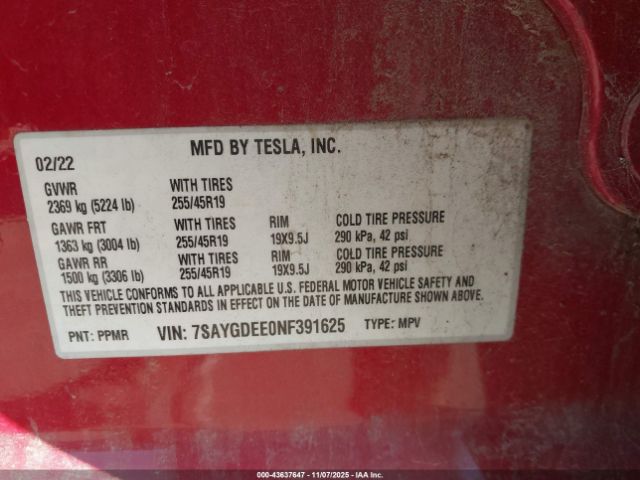 MFD BY TESLA, INC.
02/22
GVWR WITH TIRES
2369 kg (5224 lb) 255/45R19
GAWR FRT WITH TIRES RIM COLD TIRE PRESSURE
1363 kg (3004 lb) 255/45R19 19X9.5J 290 kPa, 42 psi
GAWR RR WITH TIRES RIM COLD TIRE PRESSURE
1500 kg (3306 lb) 255/45R19 19X9.5J 290 kPa, 42 psi
THIS VEHICLE CONFORMS TO ALL APPLICABLE U.S. FEDERAL MOTOR VEHICLE SAFETY AND
THEFT PREVENTION STANDARDS IN EFFECT ON THE DATE OF MANUFACTURE SHOWN ABOVE.
PNT: PPMR VIN: 7SAYGDEE0NF391625 TYPE: MPV
000-43637647 - 11/07/2025 - IAA Inc.